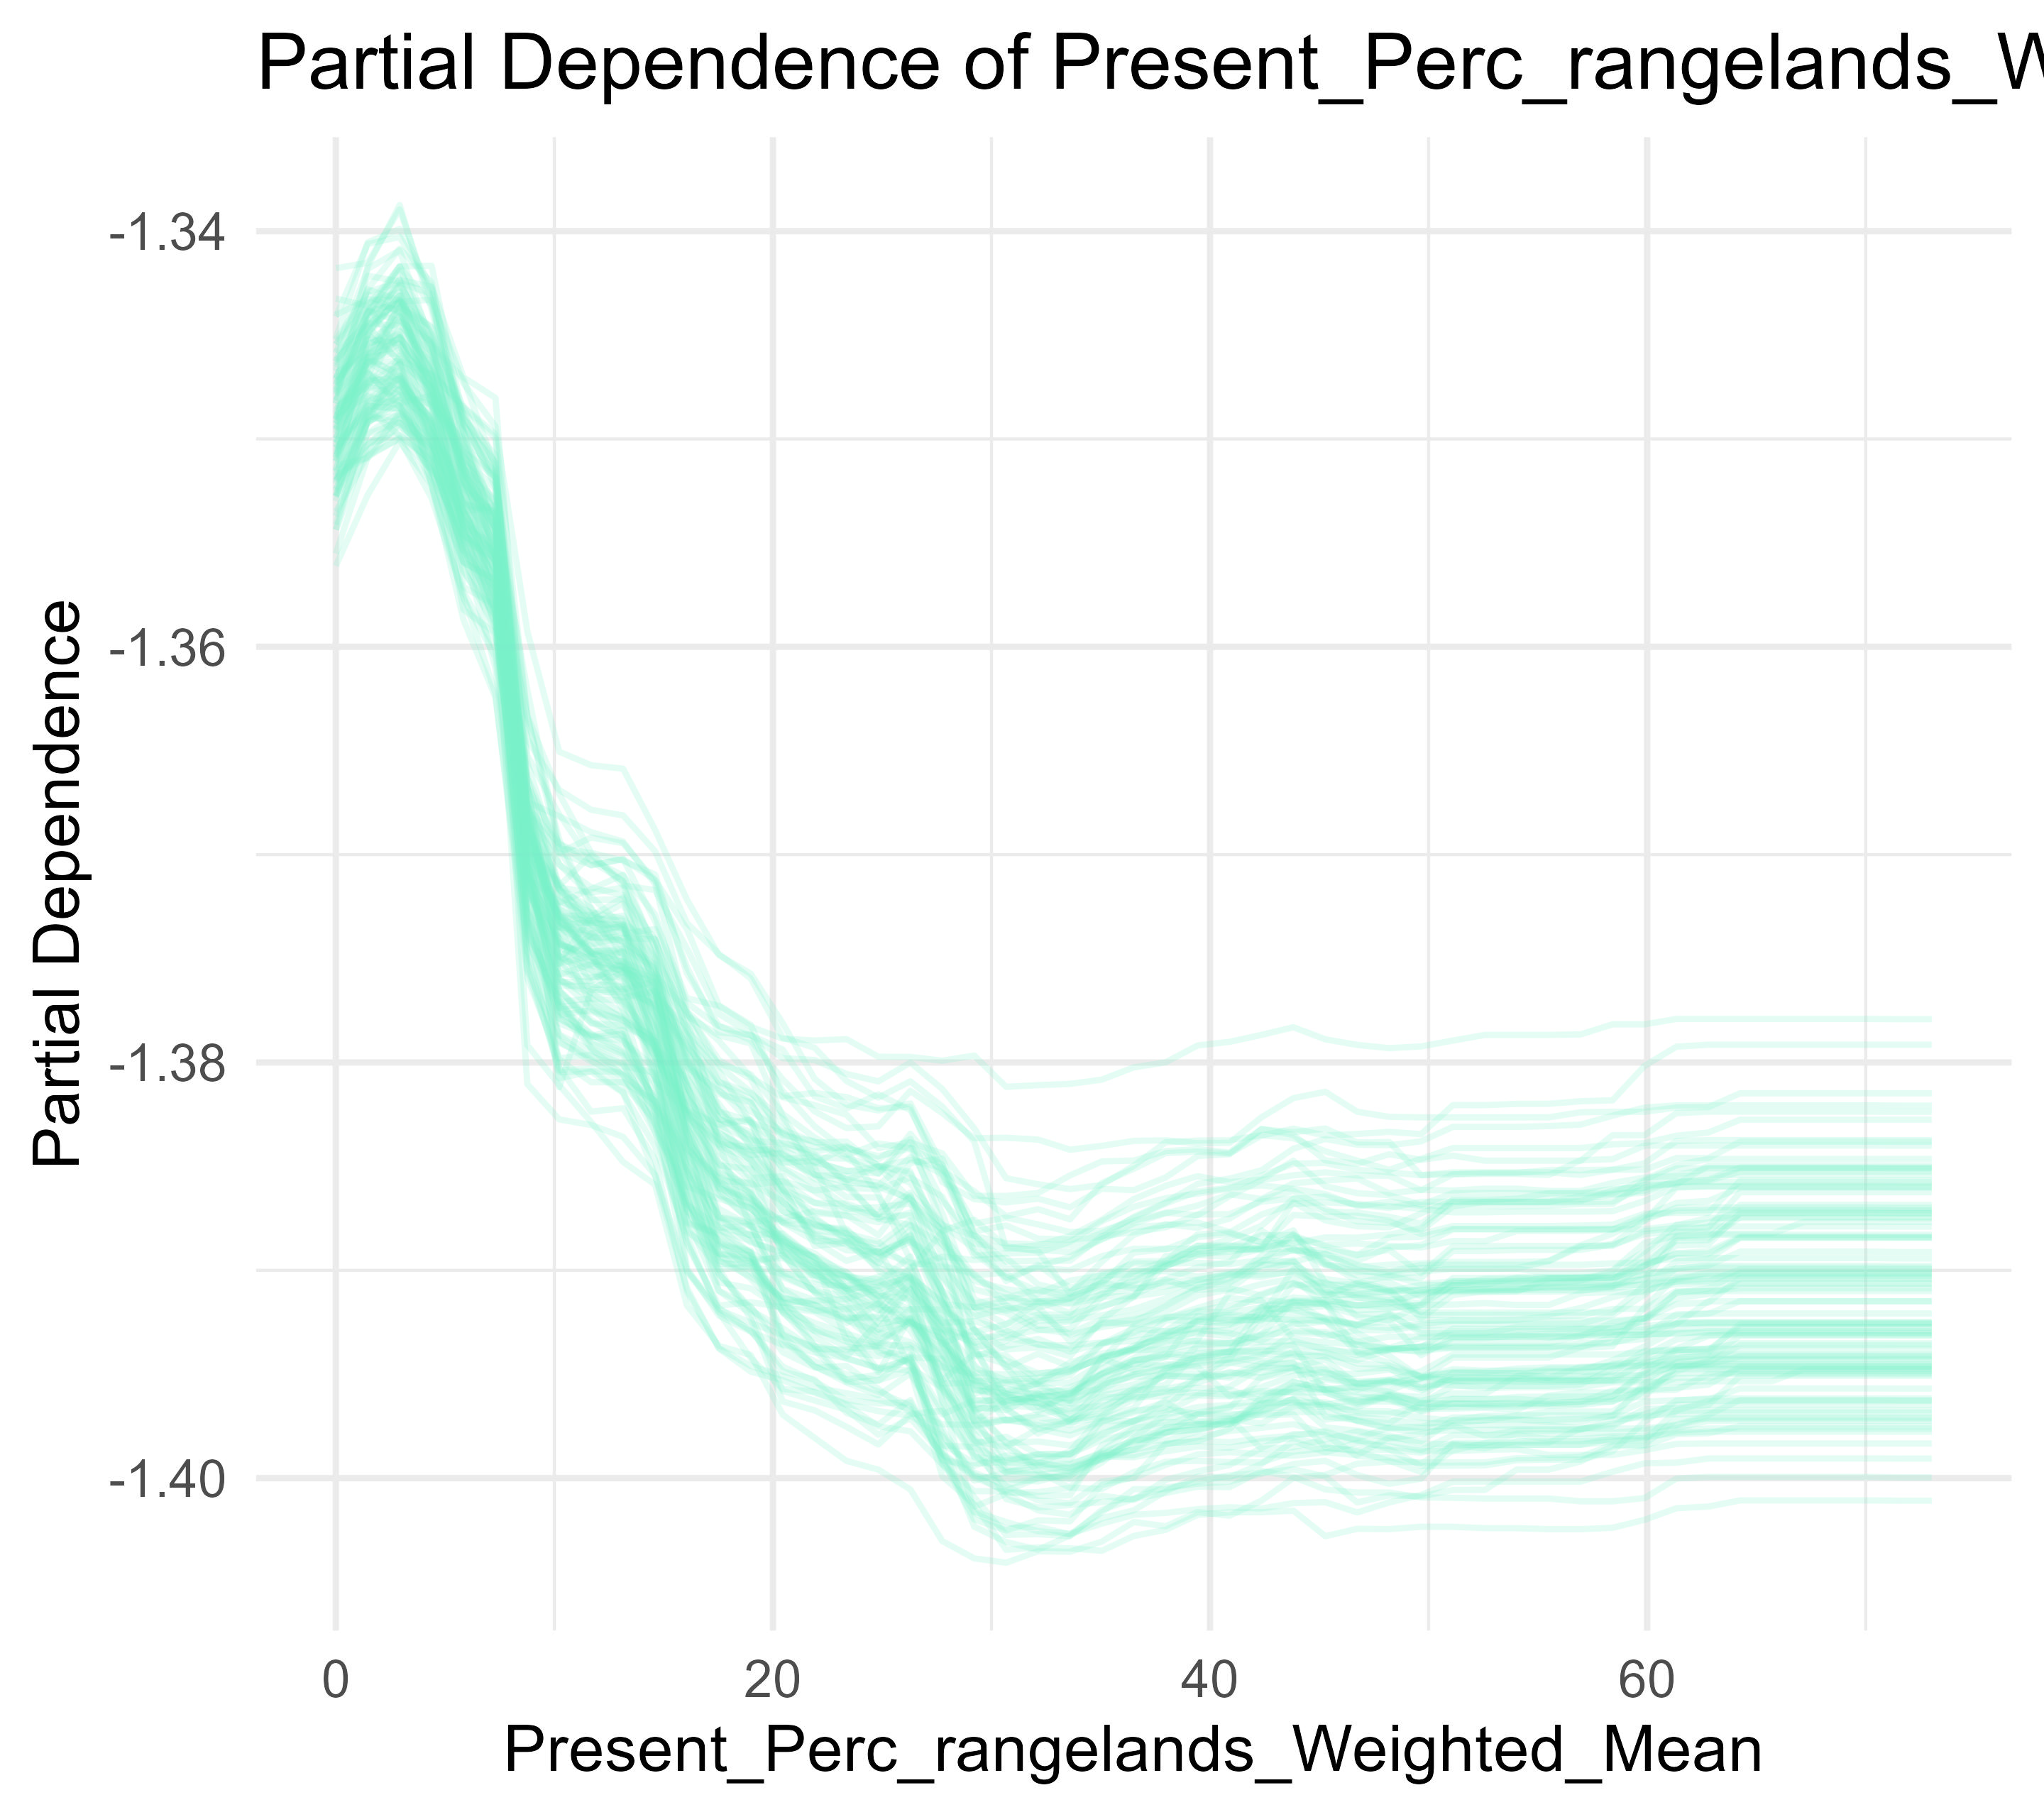 Partial Dependence of Present_Perc_rangelands_W
-1.34
-1.36
-1.38
-1.40
Partial Dependence
0 20 40 60
Present_Perc_rangelands_Weighted_Mean